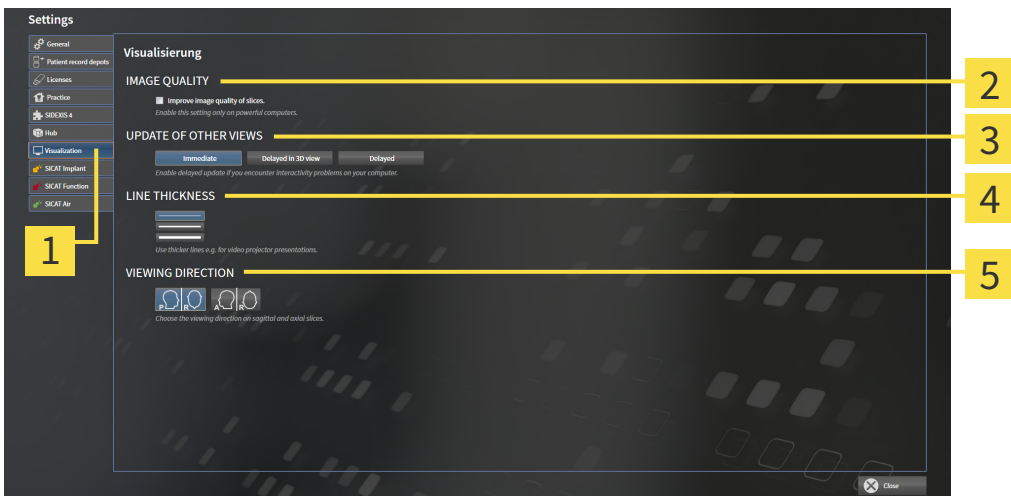 Settings
General
Patient record depots
Licenses
Practice
SIDEXIS 4
Hub
Visualization
SICAT Implant
SICAT Function
SICAT Air
1
Visualisierung
IMAGE QUALITY
2
Improve image quality of slices.
Enable this setting only on powerful computers.
UPDATE OF OTHER VIEWS
3
Immediate Delayed in 3D view Delayed
Enable delayed update if you encounter interactivity problems on your computer.
LINE THICKNESS
4
Use thicker lines e.g. for video projector presentations.
VIEWING DIRECTION
5
P R A R
Choose the viewing direction on sagittal and axial slices.
Close